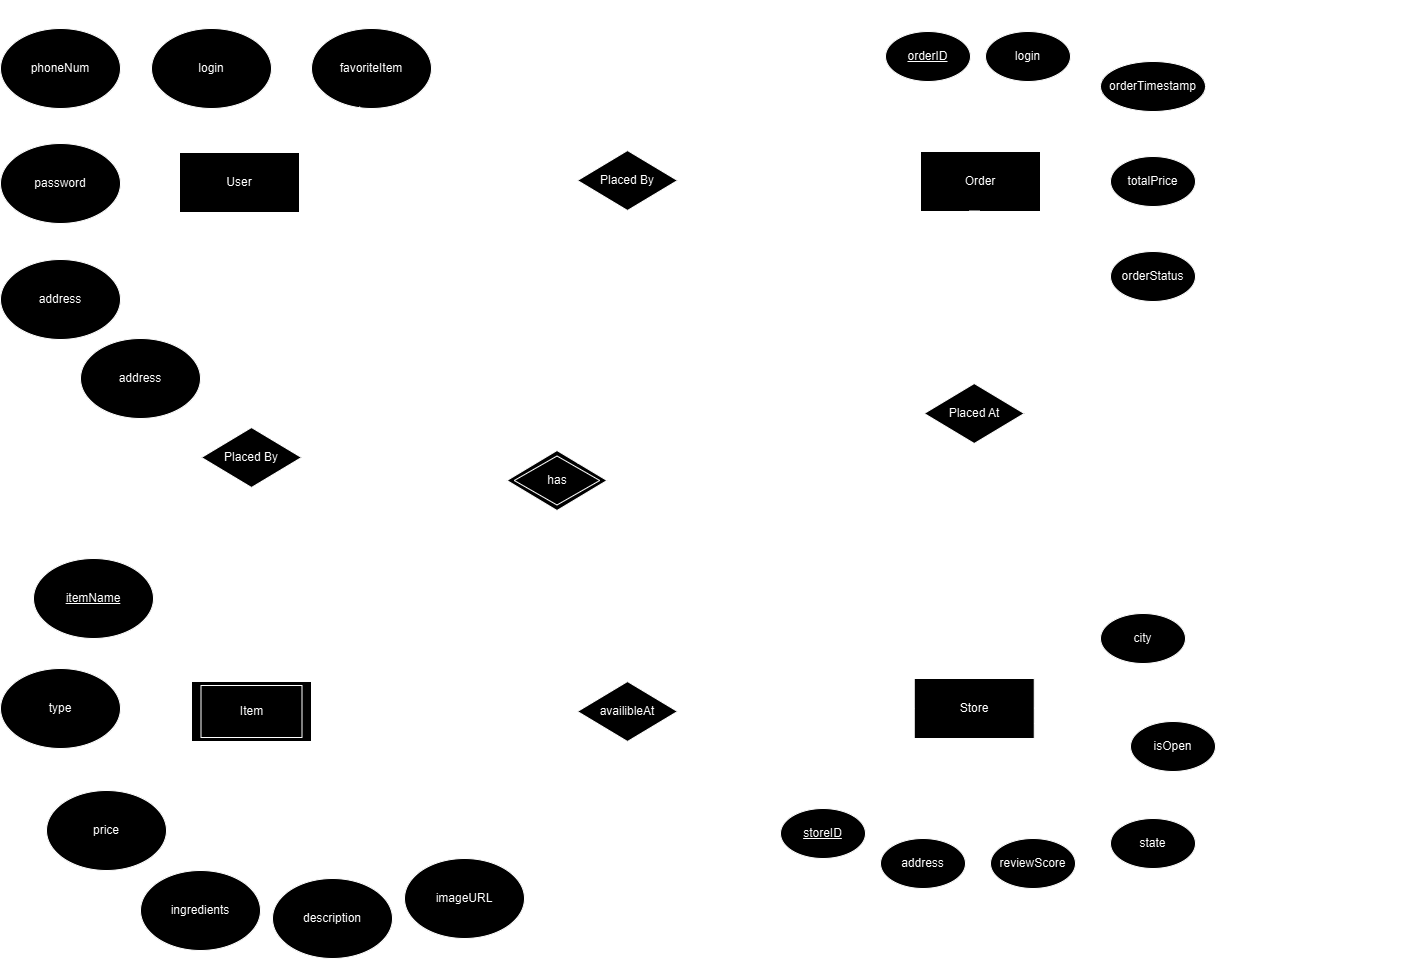 phoneNum
login
favoriteItem
orderID
login
orderTimestamp
password
User
Placed By
Order
totalPrice
address
orderStatus
address
Placed By
has
Placed At
itemName
city
type
Item
availibleAt
Store
isOpen
price
storeID
address
reviewScore
state
ingredients
description
imageURL